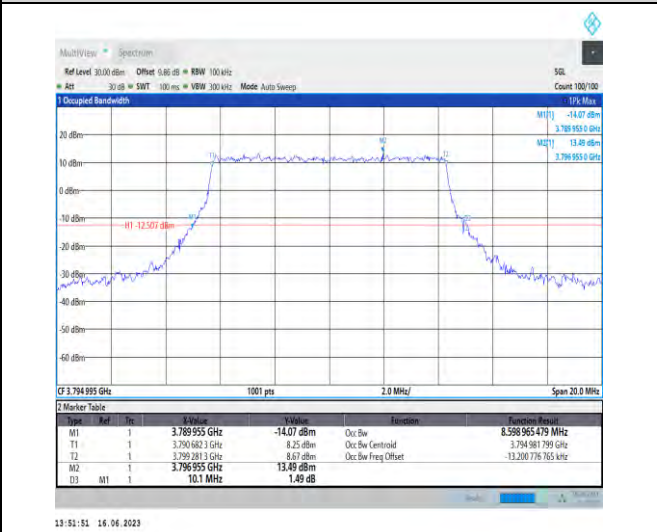 MultiView Spectrum
Ref Level 30.00 dBm Offset 9.86 dB RBW 100 kHz SGL
Att 30 dB SWT 100 ms VBW 300 kHz Mode Auto Sweep Count 100/100
1 Occupied Bandwidth 1Pk Max
M1[1] -14.07 dBm
3.789 955 0 GHz
M2[1] 13.49 dBm
3.796 955 0 GHz
20 dBm
M2
T1 T2
10 dBm
0 dBm
-10 dBm
M1
H1 -12.507 dBm
-20 dBm
-30 dBm
-40 dBm
-50 dBm
-60 dBm
CF 3.794 995 GHz 1001 pts 2.0 MHz/ Span 20.0 MHz
2 Marker Table
Type Ref Trc X-Value Y-Value Function Function Result
M1 1 3.789 955 GHz -14.07 dBm Occ Bw 8.598 965 479 MHz
T1 1 3.790 682 3 GHz 8.25 dBm Occ Bw Centroid 3.794 981 799 GHz
T2 1 3.799 281 3 GHz 8.67 dBm Occ Bw Freq Offset -13.200 776 765 kHz
M2 1 3.796 955 GHz 13.49 dBm
D3 M1 1 10.1 MHz 1.49 dB
13:51:51 16.06.2023